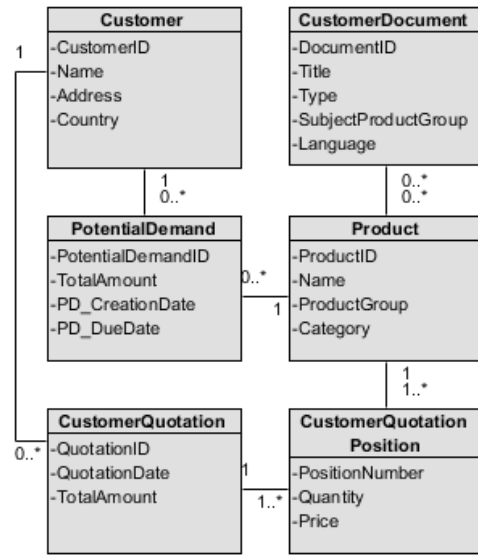 Customer
-CustomerID
-Name
-Address
-Country
1
1
0..*
CustomerDocument
-DocumentID
-Title
-Type
-SubjectProductGroup
-Language
0..*
0..*
PotentialDemand
-PotentialDemandID
-TotalAmount
-PD_CreationDate
-PD_DueDate
0..*
1
Product
-ProductID
-Name
-ProductGroup
-Category
1
1..*
CustomerQuotation
-QuotationID
-QuotationDate
-TotalAmount
0..*
1
1..*
CustomerQuotation
Position
-PositionNumber
-Quantity
-Price